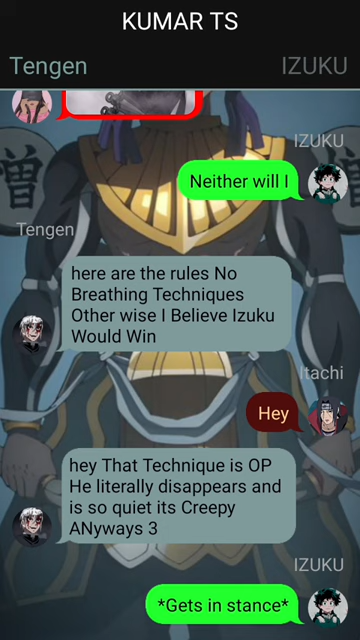 KUMAR TS
Tengen
IZUKU
IZUKU
Neither will I
Tengen
here are the rules No
Breathing Techniques
Other wise I Believe Izuku
Would Win
Itachi
Hey
hey That Technique is OP
He literally disappears and
is so quiet its Creepy
ANyways 3
IZUKU
*Gets in stance*
憎